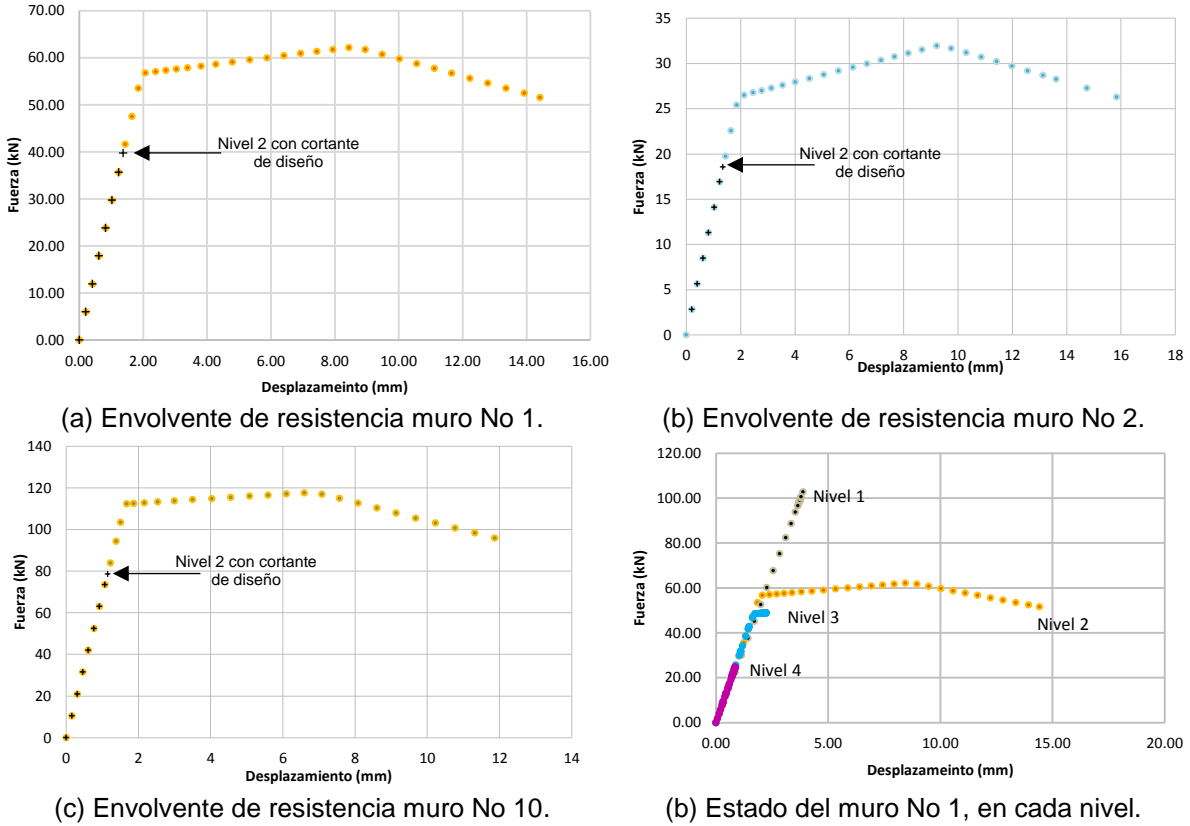 70.00
60.00
50.00
40.00
30.00
20.00
10.00
0.00
Fuerza (kN)
Nivel 2 con cortante
de diseño
0.00 2.00 4.00 6.00 8.00 10.00 12.00 14.00 16.00
Desplazameinto (mm)
(a) Envolvente de resistencia muro No 1.
35
30
25
20
15
10
5
0
Fuerza (kN)
Nivel 2 con cortante
de diseño
0 2 4 6 8 10 12 14 16 18
Desplazamiento (mm)
(b) Envolvente de resistencia muro No 2.
140
120
100
80
60
40
20
0
Fuerza (kN)
Nivel 2 con cortante
de diseño
0 2 4 6 8 10 12 14
Desplazamiento (mm)
(c) Envolvente de resistencia muro No 10.
120.00
100.00
80.00
60.00
40.00
20.00
0.00
Fuerza (kN)
Nivel 1
Nivel 3
Nivel 2
Nivel 4
0.00 5.00 10.00 15.00 20.00
Desplazameinto (mm)
(b) Estado del muro No 1, en cada nivel.